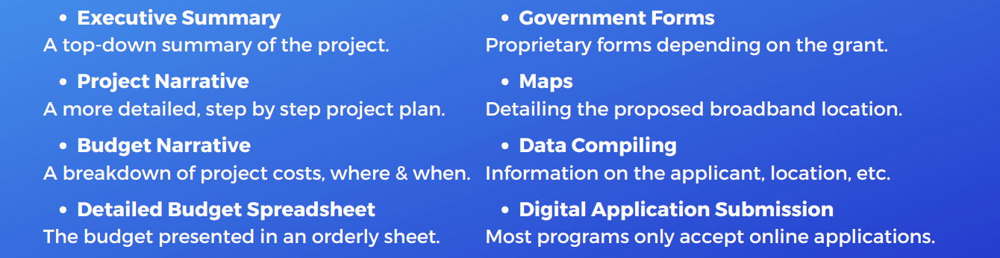 • Executive Summary
A top-down summary of the project.
• Project Narrative
A more detailed, step by step project plan.
• Budget Narrative
A breakdown of project costs, where & when.
• Detailed Budget Spreadsheet
The budget presented in an orderly sheet.
• Government Forms
Proprietary forms depending on the grant.
• Maps
Detailing the proposed broadband location.
• Data Compiling
Information on the applicant, location, etc.
• Digital Application Submission
Most programs only accept online applications.